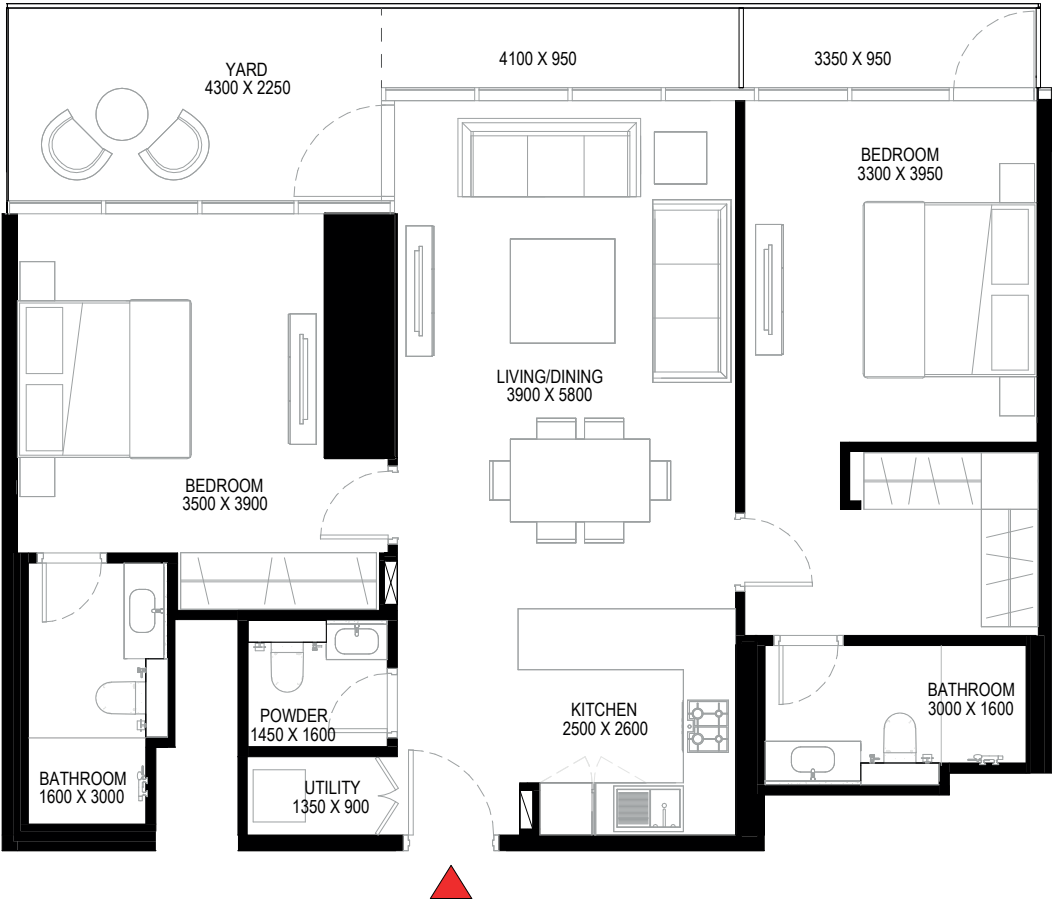 YARD
4300 X 2250
4100 X 950
3350 X 950
BEDROOM
3300 X 3950
LIVING/DINING
3900 X 5800
BEDROOM
3500 X 3900
POWDER
1450 X 1600
KITCHEN
2500 X 2600
BATHROOM
3000 X 1600
BATHROOM
1600 X 3000
UTILITY
1350 X 900